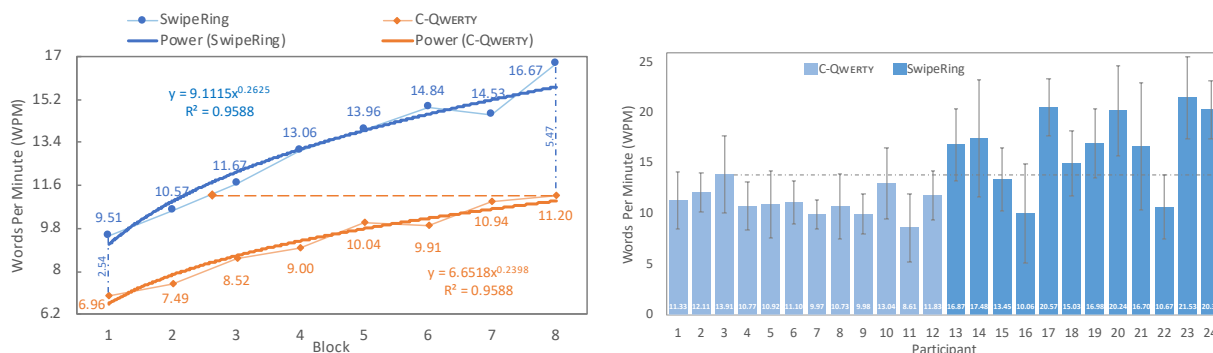 SwipeRing C-QWERTY
Power (SwipeRing) Power (C-QWERTY)
Words Per Minute (WPM)
17
15.2
13.4
11.6
9.8
8
6.2
y = 9.1115x^0.2625
R² = 0.9588
9.51 10.57 11.67 13.06 13.96 14.84 14.53 16.67
2.54
5.47
6.96 7.49 8.52 9.00 10.04 9.91 10.94 11.20
y = 6.6518x^0.2398
R² = 0.9588
1 2 3 4 5 6 7 8
Block
C-QWERTY SwipeRing
Words Per Minute (WPM)
25
20
15
10
5
0
11.33 12.11 13.91 10.77 10.92 11.10 9.97 10.73 9.98 13.04 8.61 11.83 16.87 17.48 13.45 10.06 20.57 15.03 16.98 20.24 16.70 10.67 21.53
1 2 3 4 5 6 7 8 9 10 11 12 13 14 15 16 17 18 19 20 21 22 23 24
Participant